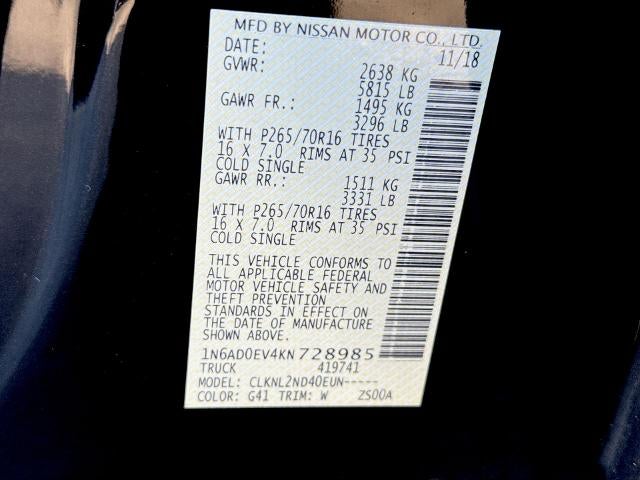 MFD BY NISSAN MOTOR CO., LTD.
DATE: 11/18
GVWR: 2638 KG
5815 LB
GAWR FR.: 1495 KG
3296 LB
WITH P265/70R16 TIRES
16 X 7.0 RIMS AT 35 PSI
COLD SINGLE
GAWR RR.: 1511 KG
3331 LB
WITH P265/70R16 TIRES
16 X 7.0 RIMS AT 35 PSI
COLD SINGLE
THIS VEHICLE CONFORMS TO
ALL APPLICABLE FEDERAL
MOTOR VEHICLE SAFETY AND
THEFT PREVENTION
STANDARDS IN EFFECT ON
THE DATE OF MANUFACTURE
SHOWN ABOVE.
1N6AD0EV4KN728985
TRUCK 419741
MODEL: CLKNL2ND40EUN-----
COLOR: G41 TRIM: W ZS00A